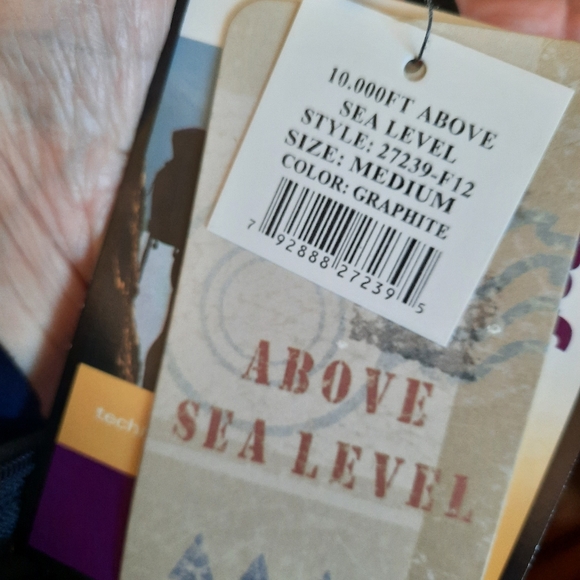 10.000FT ABOVE
SEA LEVEL
STYLE: 27239-F12
SIZE: MEDIUM
COLOR: GRAPHITE
7 92888 27239 5
ABOVE
SEA LEVEL
tech